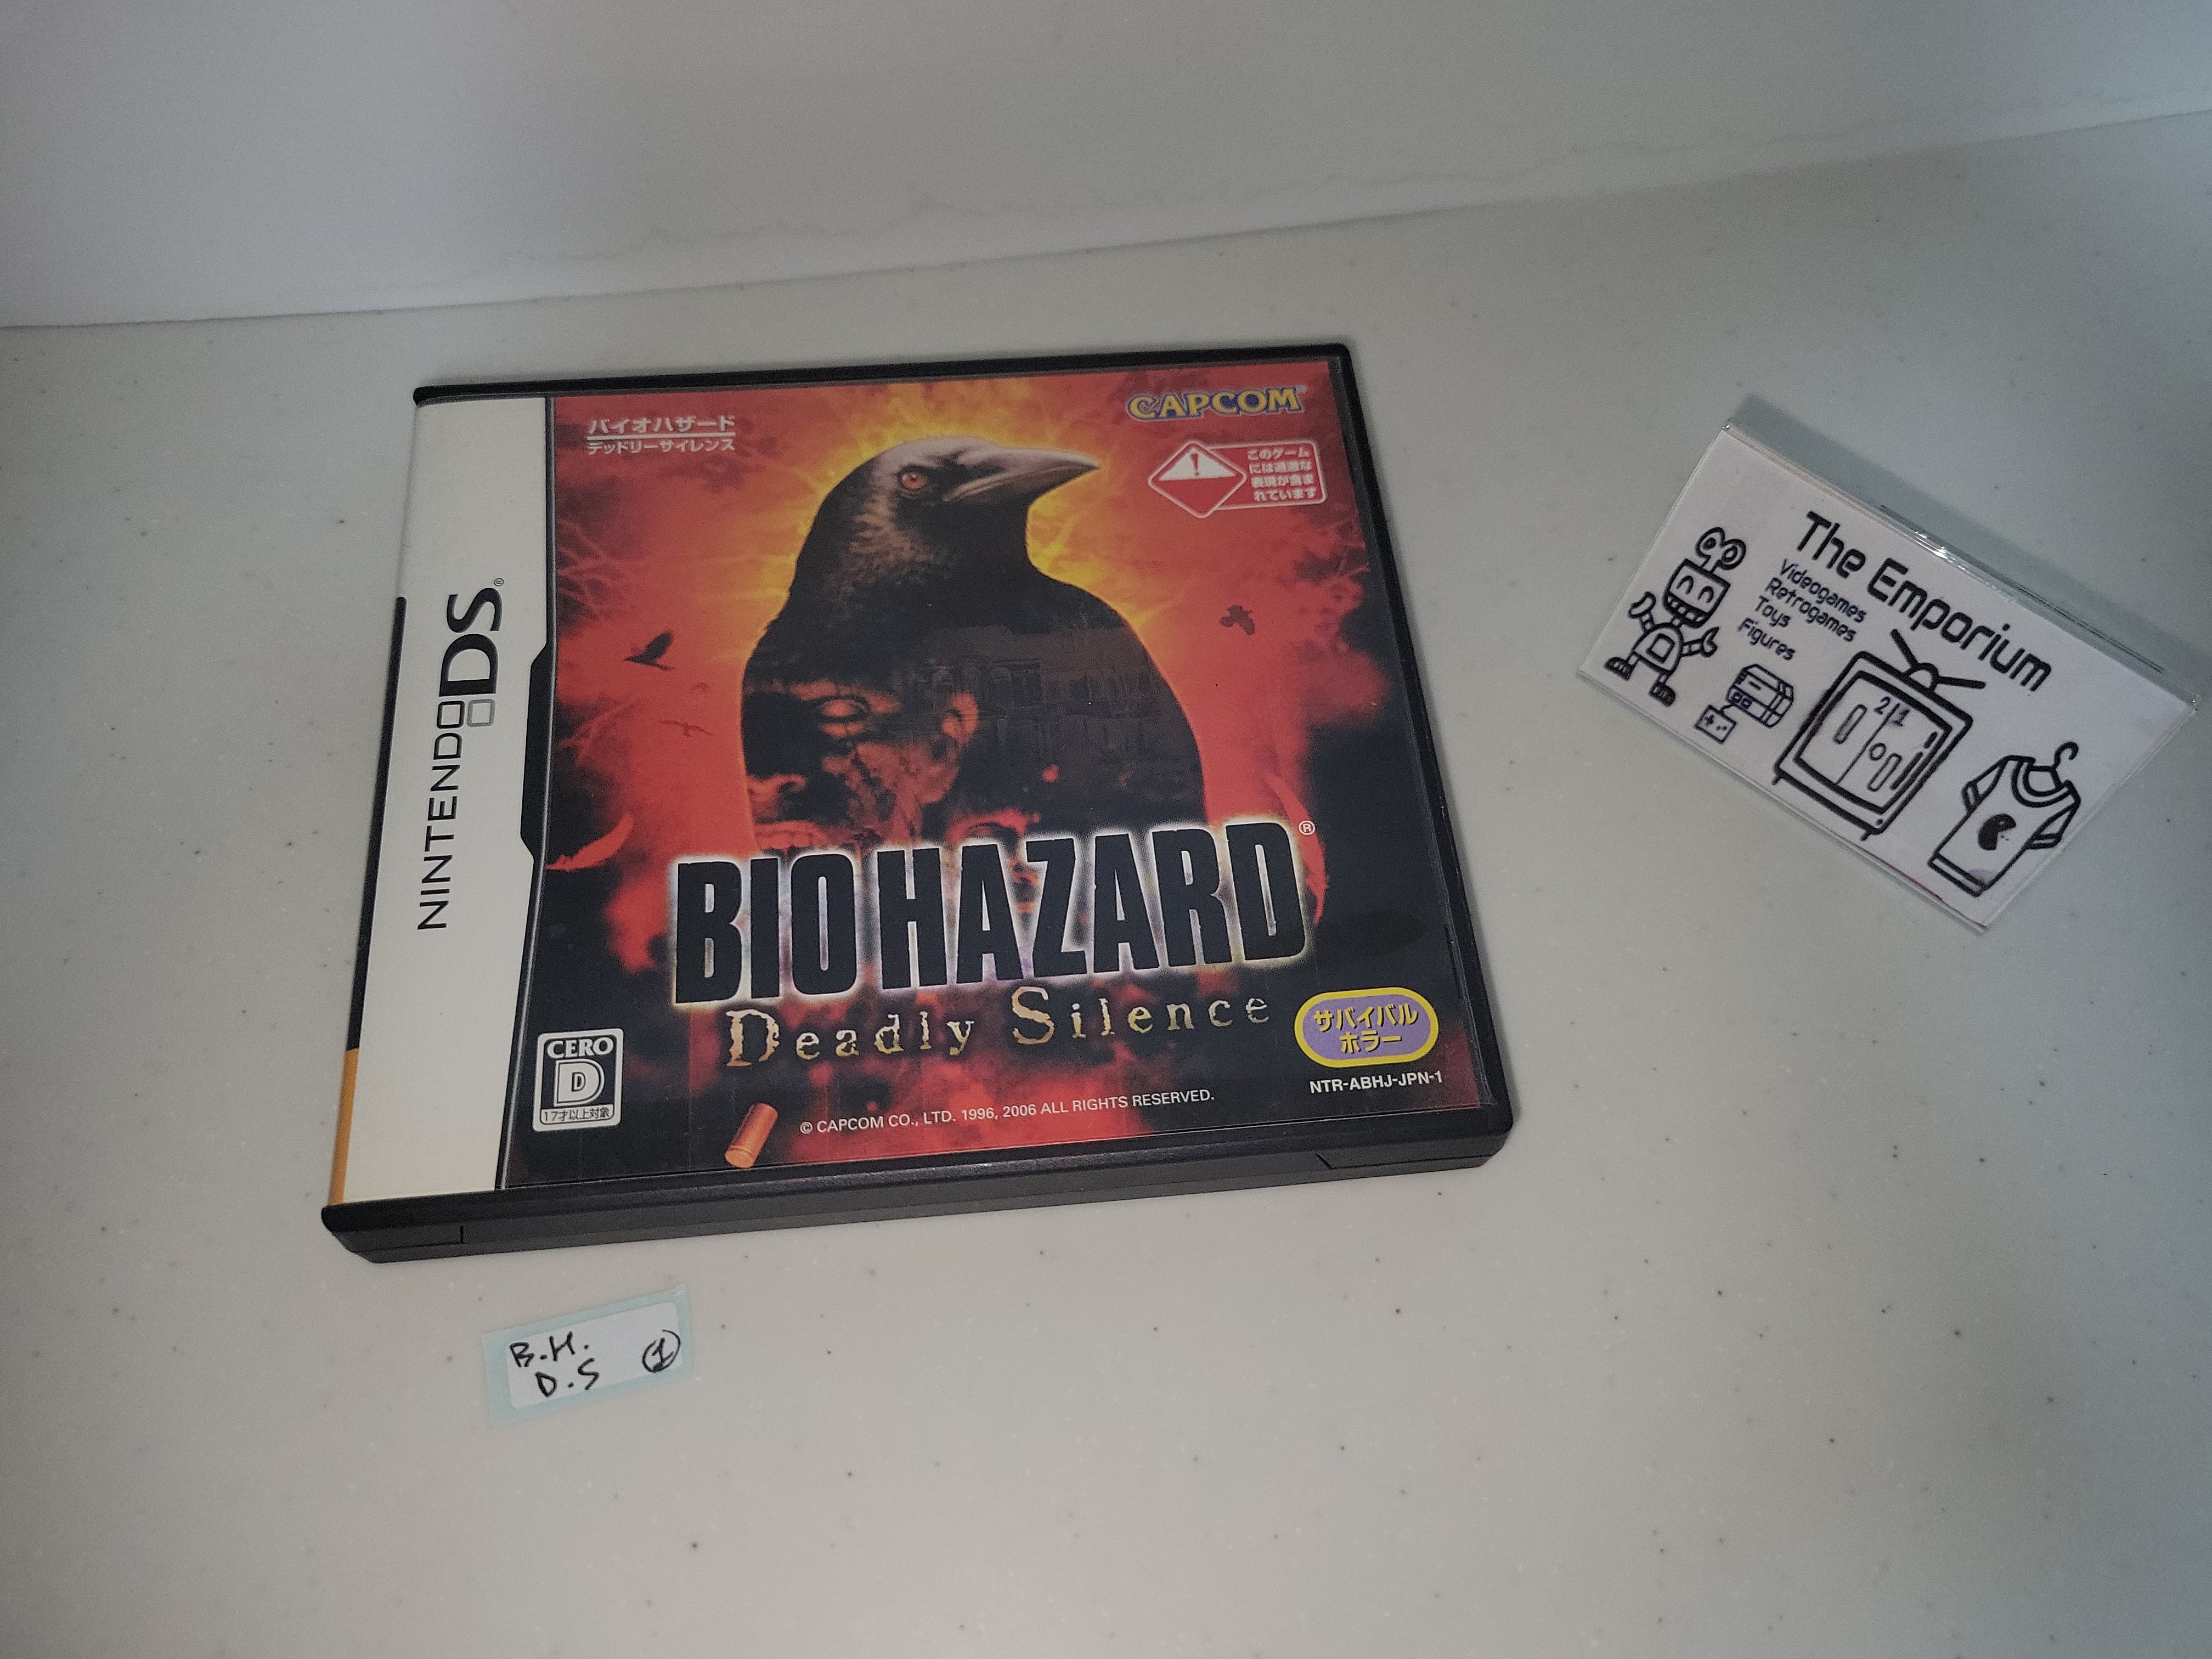 バイオハザード
デッドリーサイレンス
CAPCOM
このゲーム
には過激な
表現が含ま
れています
NINTENDO DS®
BIOHAZARD®
Deadly Silence
サバイバル
ホラー
CERO
D
17才以上対象
NTR-ABHJ-JPN-1
© CAPCOM CO., LTD. 1996, 2006 ALL RIGHTS RESERVED.
The Emporium
Videogames
Retrogames
Toys
Figures
2 1
B.H.
D.S ①